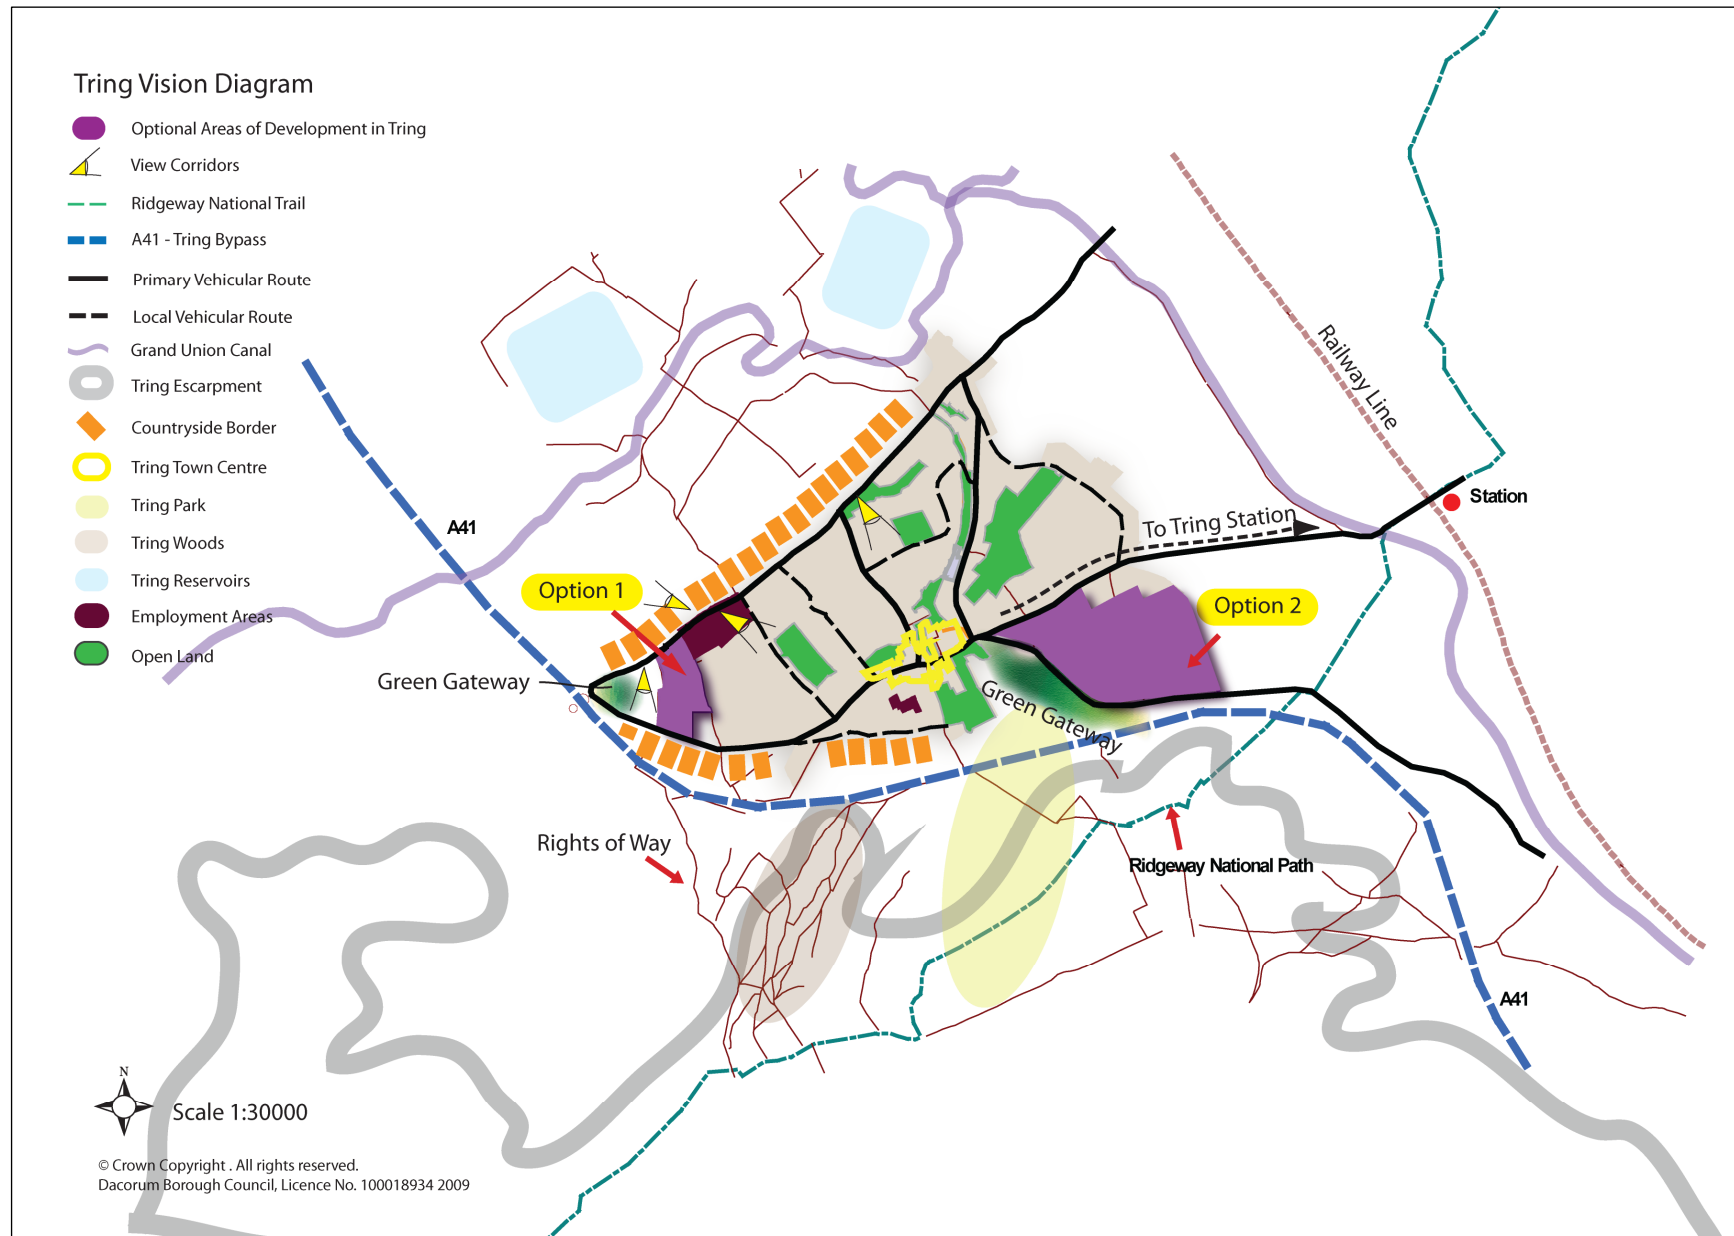 Tring Vision Diagram
Optional Areas of Development in Tring
View Corridors
Ridgeway National Trail
A41 - Tring Bypass
Primary Vehicular Route
Local Vehicular Route
Grand Union Canal
Tring Escarpment
Countryside Border
Tring Town Centre
Tring Park
Tring Woods
Tring Reservoirs
Employment Areas
Open Land
Railway Line
Station
A41
To Tring Station
Option 1
Option 2
Green Gateway
Green Gateway
Rights of Way
Ridgeway National Path
A41
N
Scale 1:30000
© Crown Copyright . All rights reserved.
Dacorum Borough Council, Licence No. 100018934 2009